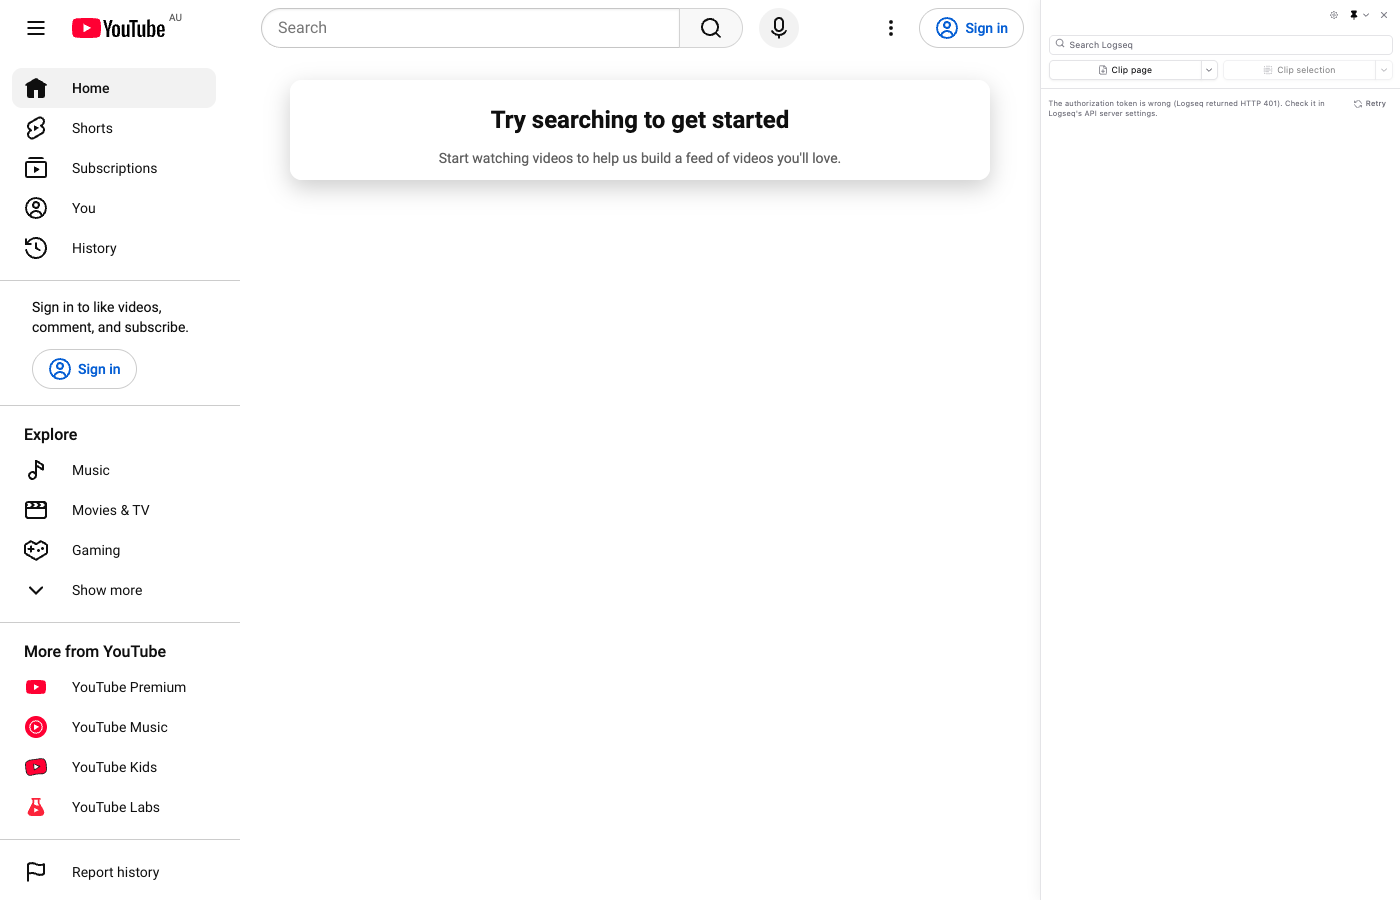 YouTube AU
Search
Sign in
Home
Shorts
Subscriptions
You
History
Sign in to like videos,
comment, and subscribe.
Sign in
Explore
Music
Movies & TV
Gaming
Show more
More from YouTube
YouTube Premium
YouTube Music
YouTube Kids
YouTube Labs
Report history
Try searching to get started
Start watching videos to help us build a feed of videos you'll love.
Search Logseq
Clip page
Clip selection
The authorization token is wrong (Logseq returned HTTP 401). Check it in
Logseq's API server settings.
Retry